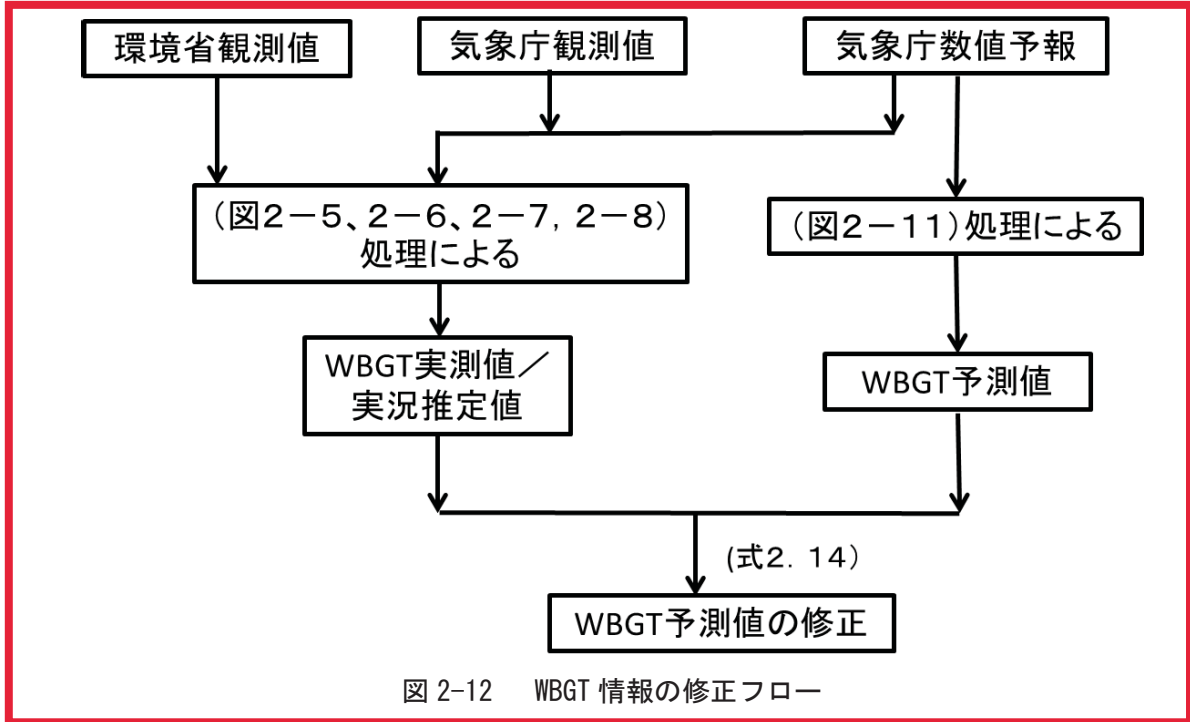 環境省観測値
気象庁観測値
気象庁数値予報
(図2-5、2-6、2-7, 2-8)
処理による
(図2-11)処理による
WBGT実測値/
実況推定値
WBGT予測値
(式2. 14)
WBGT予測値の修正
図 2-12 WBGT 情報の修正フロー